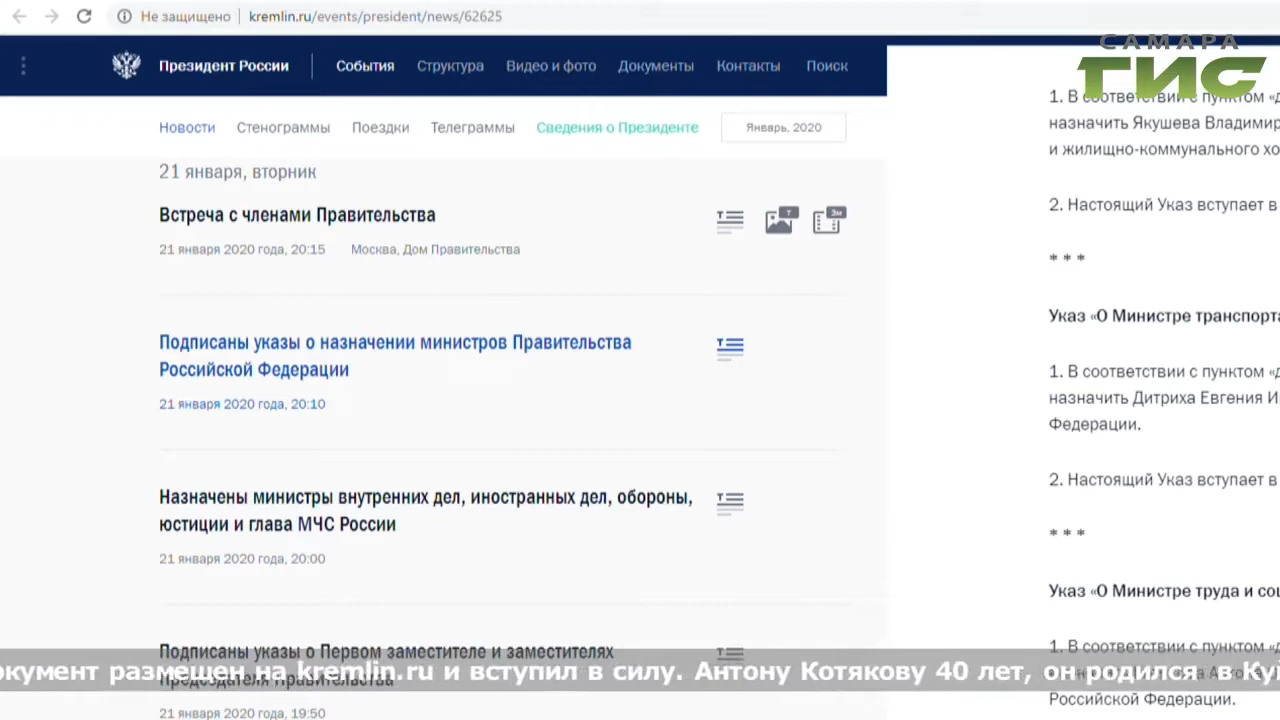 Не защищено
kremlin.ru/events/president/news/62625
САМАРА
ГИС
Президент России
События
Структура
Видео и фото
Документы
Контакты
Поиск
Новости
Стенограммы
Поездки
Телеграммы
Сведения о Президенте
Январь, 2020
21 января, вторник
Встреча с членами Правительства
21 января 2020 года, 20:15 Москва, Дом Правительства
7
3м
Подписаны указы о назначении министров Правительства
Российской Федерации
21 января 2020 года, 20:10
Назначены министры внутренних дел, иностранных дел, обороны,
юстиции и глава МЧС России
21 января 2020 года, 20:00
Подписаны указы о Первом заместителе и заместителях
Председателя Правительства
21 января 2020 года, 19:50
1. В соответствии с пунктом «д
назначить Якушева Владимир
и жилищно-коммунального хо
2. Настоящий Указ вступает в
* * *
Указ «О Министре транспорта
1. В соответствии с пунктом «д
назначить Дитриха Евгения И
Федерации.
2. Настоящий Указ вступает в
* * *
Указ «О Министре труда и соц
1. В соответствии с пунктом «д
Российской Федерации.
окумент размещен на kremlin.ru и вступил в силу. Антону Котякову 40 лет, он родился в Ку